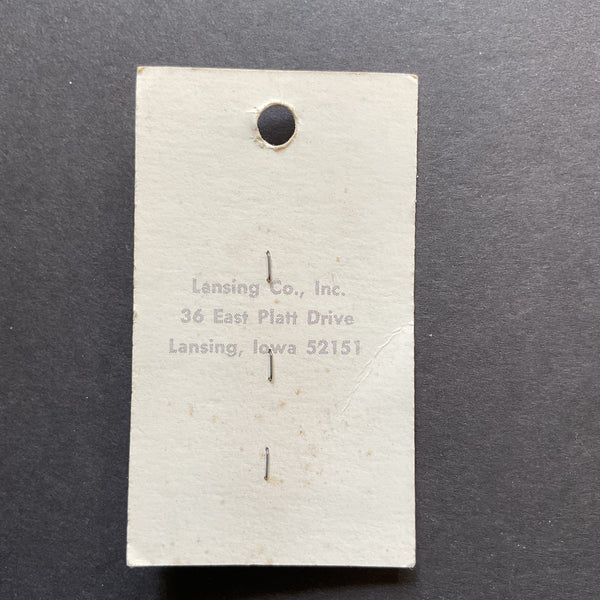 Lansing Co., Inc.
36 East Platt Drive
Lansing, Iowa 52151